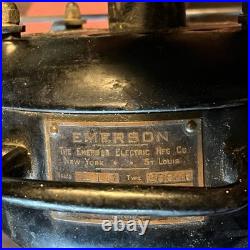 EMERSON
THE EMERSON ELECTRIC MFG CO
NEW YORK ST LOUIS
TYPE